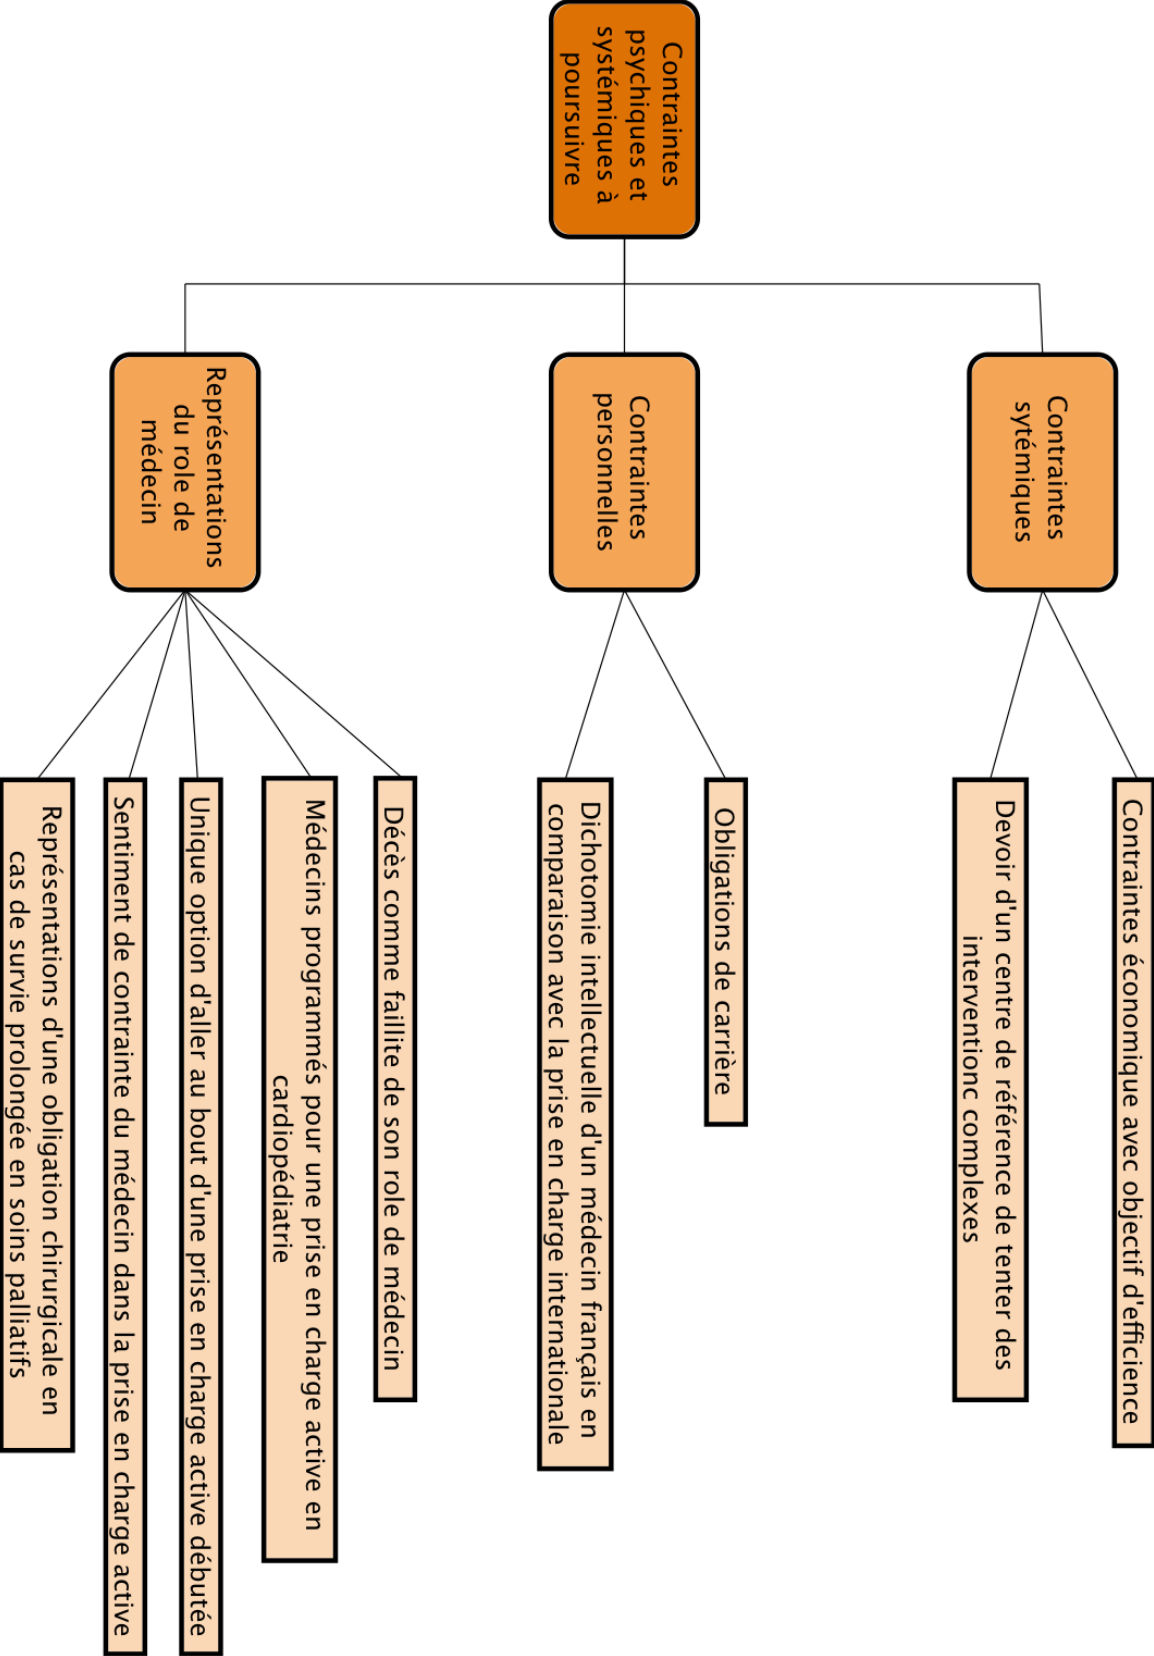 Contraintes
psychiques et
systémiques à
poursuivre
Contraintes
sytémiques
Contraintes économique avec objectif d'efficience
Devoir d'un centre de référence de tenter des
interventionc complexes
Contraintes
personnelles
Obligations de carrière
Dichotomie intellectuelle d'un médecin français en
comparaison avec la prise en charge internationale
Représentations
du role de
médecin
Décès comme faillite de son role de médecin
Médecins programmés pour une prise en charge active en
cardiopédiatrie
Unique option d'aller au bout d'une prise en charge active débutée
Sentiment de contrainte du médecin dans la prise en charge active
Représentations d'une obligation chirurgicale en
cas de survie prolongée en soins palliatifs